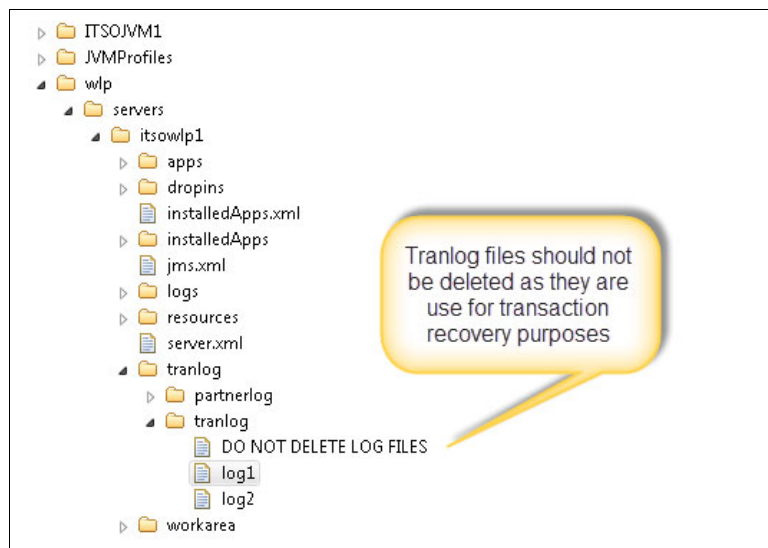 ITSOJVM1
JVMProfiles
wlp
servers
itsowlp1
apps
dropins
installedApps.xml
installedApps
jms.xml
logs
resources
server.xml
tranlog
partnerlog
tranlog
DO NOT DELETE LOG FILES
log1
log2
workarea
Tranlog files should not
be deleted as they are
use for transaction
recovery purposes